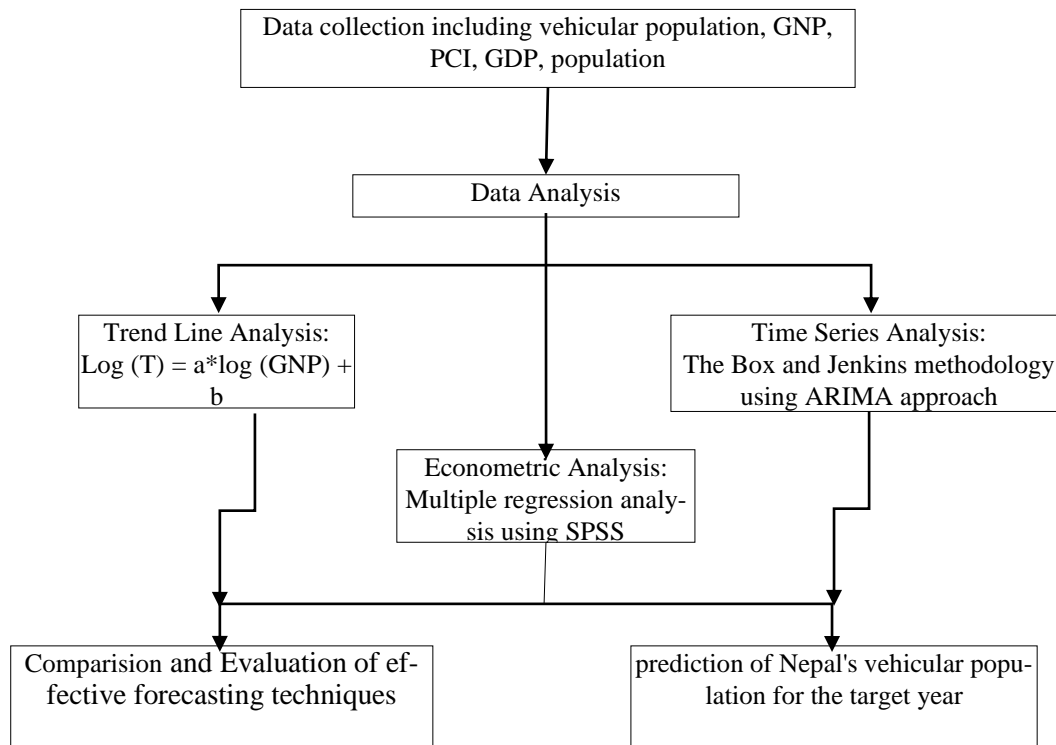 Data collection including vehicular population, GNP,
PCI, GDP, population
Data Analysis
Trend Line Analysis:
Log (T) = a*log (GNP) +
b
Time Series Analysis:
The Box and Jenkins methodology
using ARIMA approach
Econometric Analysis:
Multiple regression analy-
sis using SPSS
Comparision and Evaluation of ef-
fective forecasting techniques
prediction of Nepal's vehicular popu-
lation for the target year